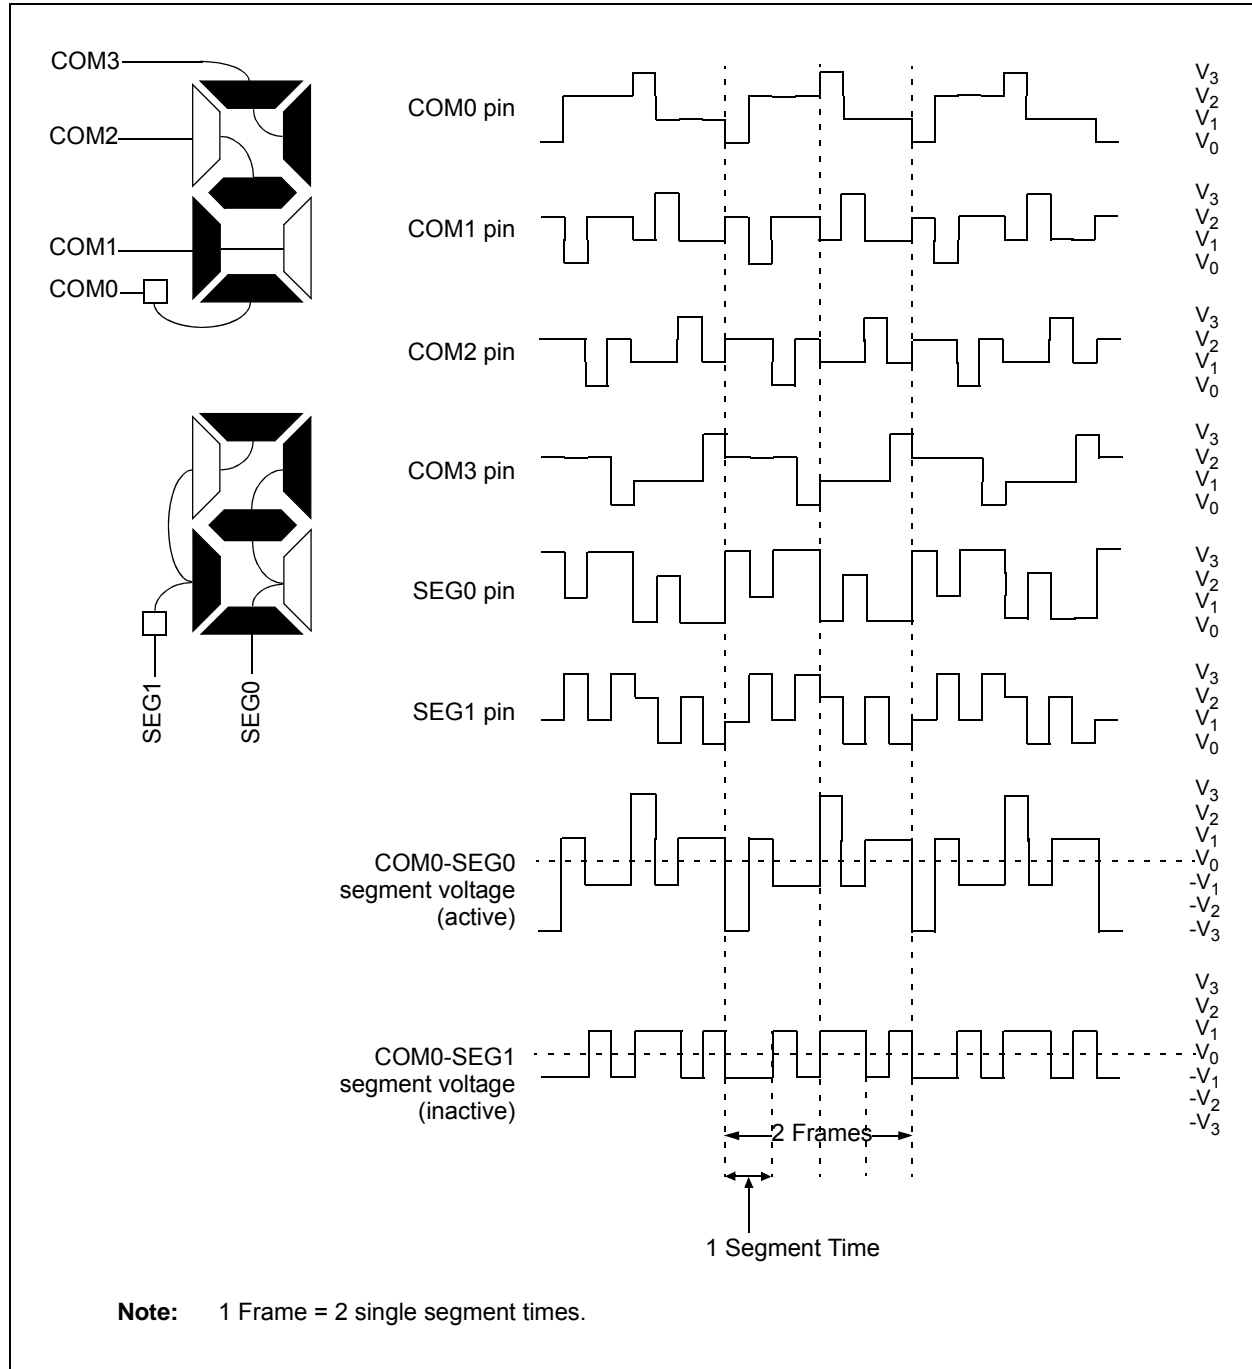 COM3
COM2
COM1
COM0
SEG1
SEG0
COM0 pin
V3
V2
V1
V0
COM1 pin
V3
V2
V1
V0
COM2 pin
V3
V2
V1
V0
COM3 pin
V3
V2
V1
V0
SEG0 pin
V3
V2
V1
V0
SEG1 pin
V3
V2
V1
V0
COM0-SEG0
segment voltage
(active)
V3
V2
V1
V0
-V1
-V2
-V3
COM0-SEG1
segment voltage
(inactive)
V3
V2
V1
V0
-V1
-V2
-V3
2 Frames
1 Segment Time
Note: 1 Frame = 2 single segment times.